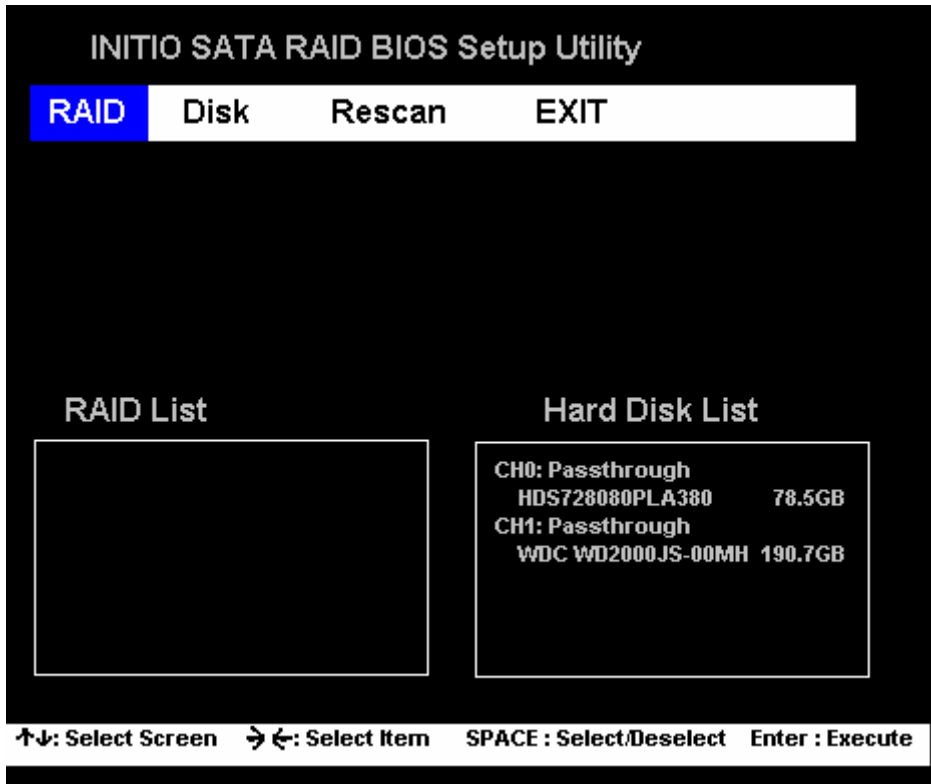 INITIO SATA RAID BIOS Setup Utility
RAID Disk Rescan EXIT
RAID List
Hard Disk List
CH0: Passthrough
HDS728080PLA380 78.5GB
CH1: Passthrough
WDC WD2000JS-00MH 190.7GB
↑↓: Select Screen → ←: Select Item SPACE : Select/Deselect Enter : Execute